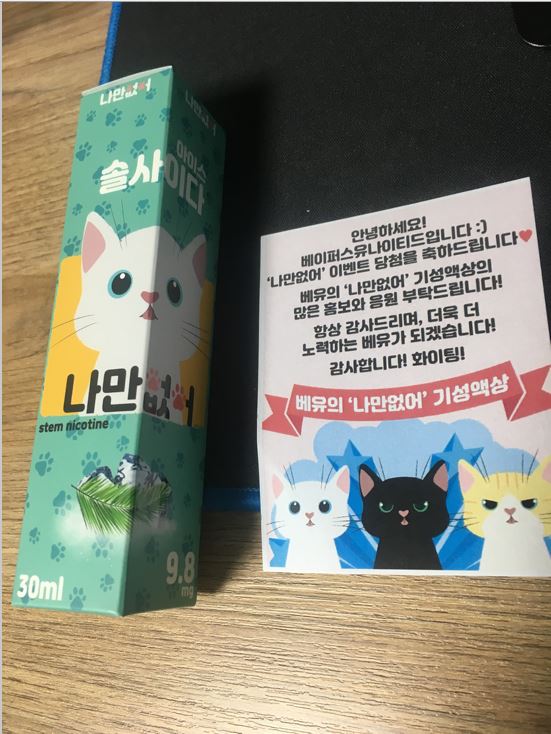 나만없어
나만없어
아이스
솔사이다
나만없어
stem nicotine
30ml
9.8
mg
안녕하세요!
베이퍼스유나이티드입니다 :)
'나만없어' 이벤트 당첨을 축하드립니다♥
베유의 '나만없어' 기성액상의
많은 홍보와 응원 부탁드립니다!
항상 감사드리며, 더욱 더
노력하는 베유가 되겠습니다!
감사합니다! 화이팅!
베유의 '나만없어' 기성액상